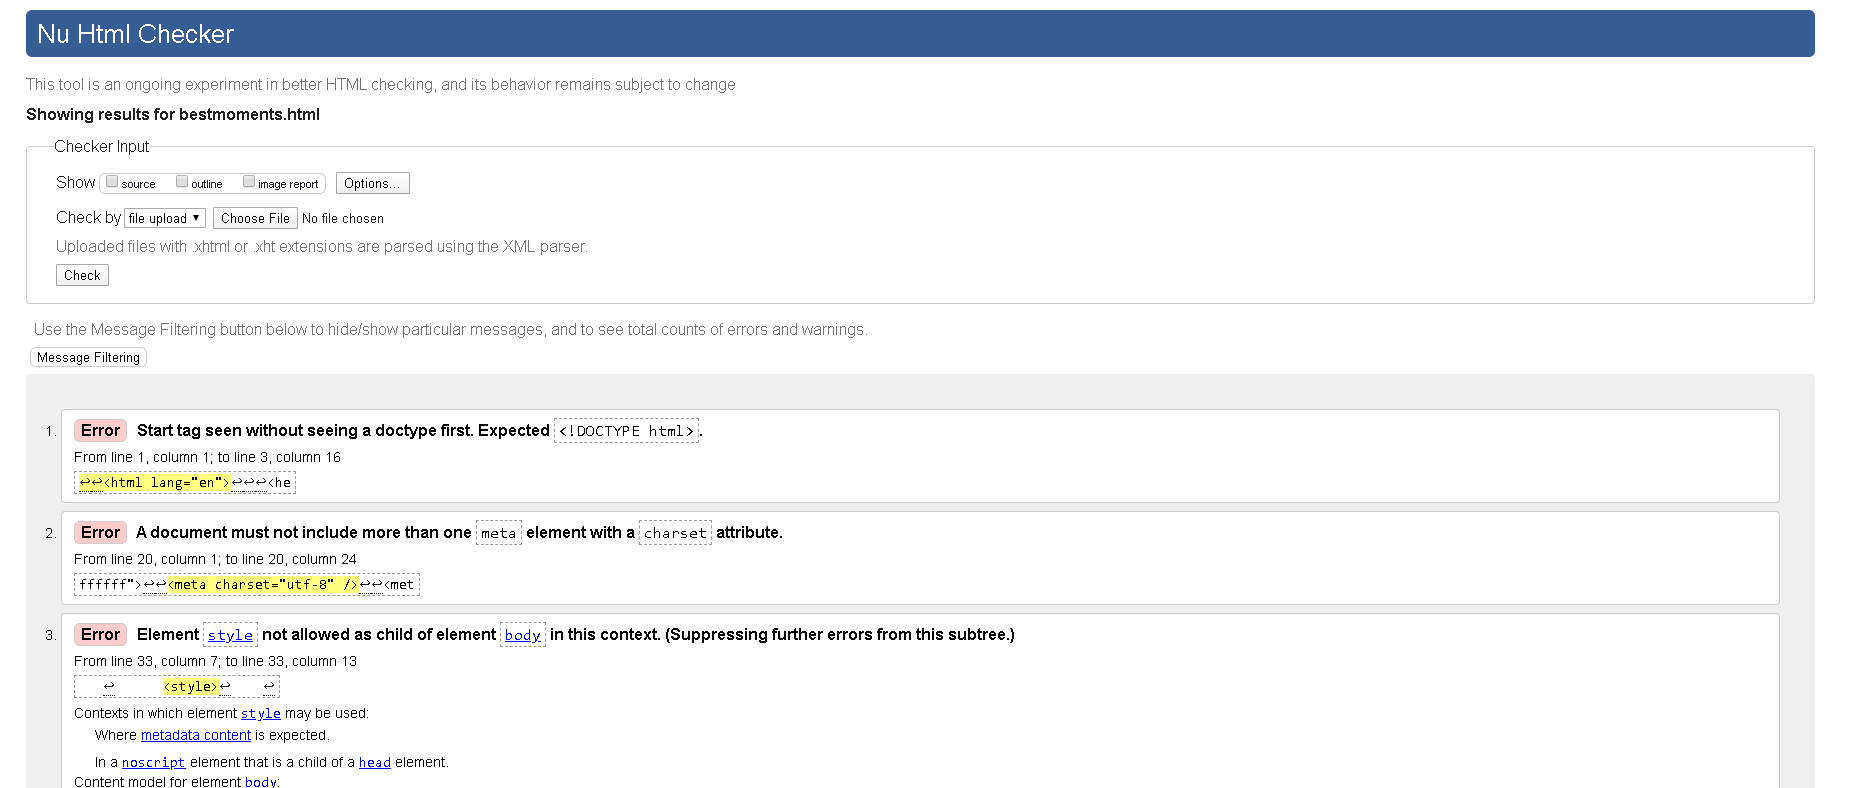 Nu Html Checker
This tool is an ongoing experiment in better HTML checking, and its behavior remains subject to change
Showing results for bestmoments.html
Checker Input
Show source outline image report Options...
Check by file upload ▼ Choose File No file chosen
Uploaded files with .xhtml or .xht extensions are parsed using the XML parser.
Check
Use the Message Filtering button below to hide/show particular messages, and to see total counts of errors and warnings.
Message Filtering
1. Error Start tag seen without seeing a doctype first. Expected <!DOCTYPE html>.
From line 1, column 1; to line 3, column 16
↩↩<html lang="en">↩↩↩<he
2. Error A document must not include more than one meta element with a charset attribute.
From line 20, column 1; to line 20, column 24
ffffff">↩↩<meta charset="utf-8" />↩↩<met
3. Error Element style not allowed as child of element body in this context. (Suppressing further errors from this subtree.)
From line 33, column 7; to line 33, column 13
↩ <style>↩ ↩
Contexts in which element style may be used:
Where metadata content is expected.
In a noscript element that is a child of a head element.
Content model for element body: